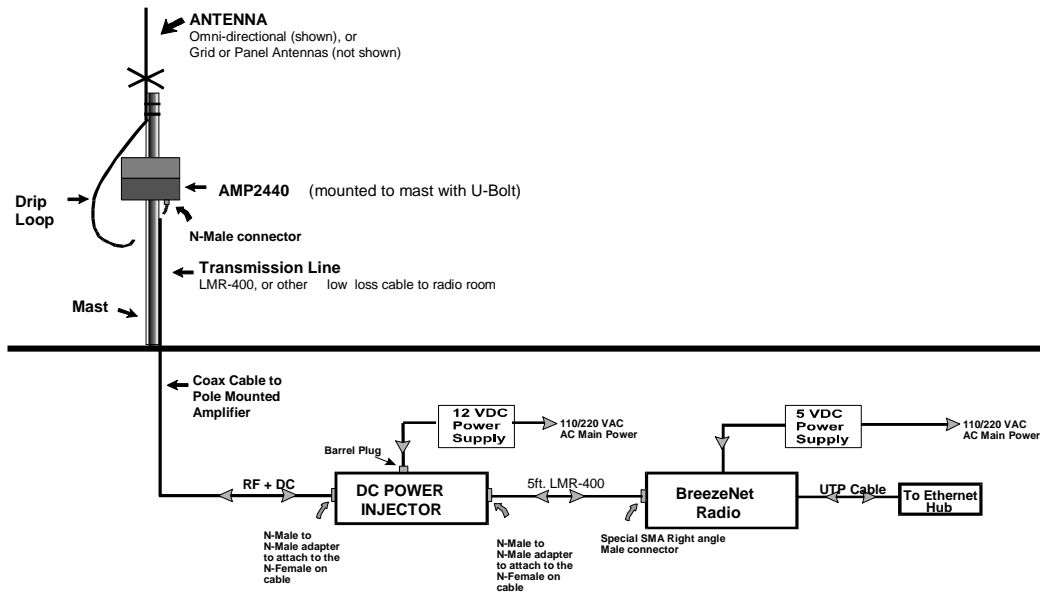 ANTENNA
Omni-directional (shown), or
Grid or Panel Antennas (not shown)
AMP2440 (mounted to mast with U-Bolt)
Drip
Loop
N-Male connector
Transmission Line
LMR-400, or other low loss cable to radio room
Mast
Coax Cable to
Pole Mounted
Amplifier
12 VDC
Power
Supply
110/220 VAC
AC Main Power
5 VDC
Power
Supply
110/220 VAC
AC Main Power
Barrel Plug
RF + DC
DC POWER
INJECTOR
5ft. LMR-400
BreezeNet
Radio
UTP Cable
To Ethernet
Hub
N-Male to
N-Male adapter
to attach to the
N-Female on
cable
N-Male to
N-Male adapter
to attach to the
N-Female on
cable
Special SMA Right angle
Male connector